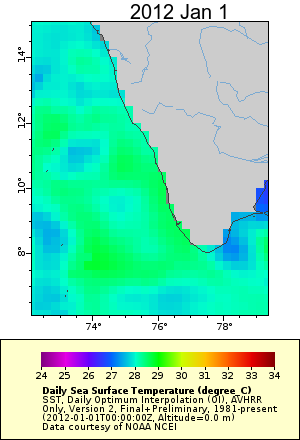 2012 Jan 1
14°
12°
10°
8°
74° 76° 78°
24 25 26 27 28 29 30 31 32 33 34
Daily Sea Surface Temperature (degree_C)
SST, Daily Optimum Interpolation (OI), AVHRR
Only, Version 2, Final+Preliminary, 1981-present
(2012-01-01T00:00:00Z, Altitude=0.0 m)
Data courtesy of NOAA NCEI